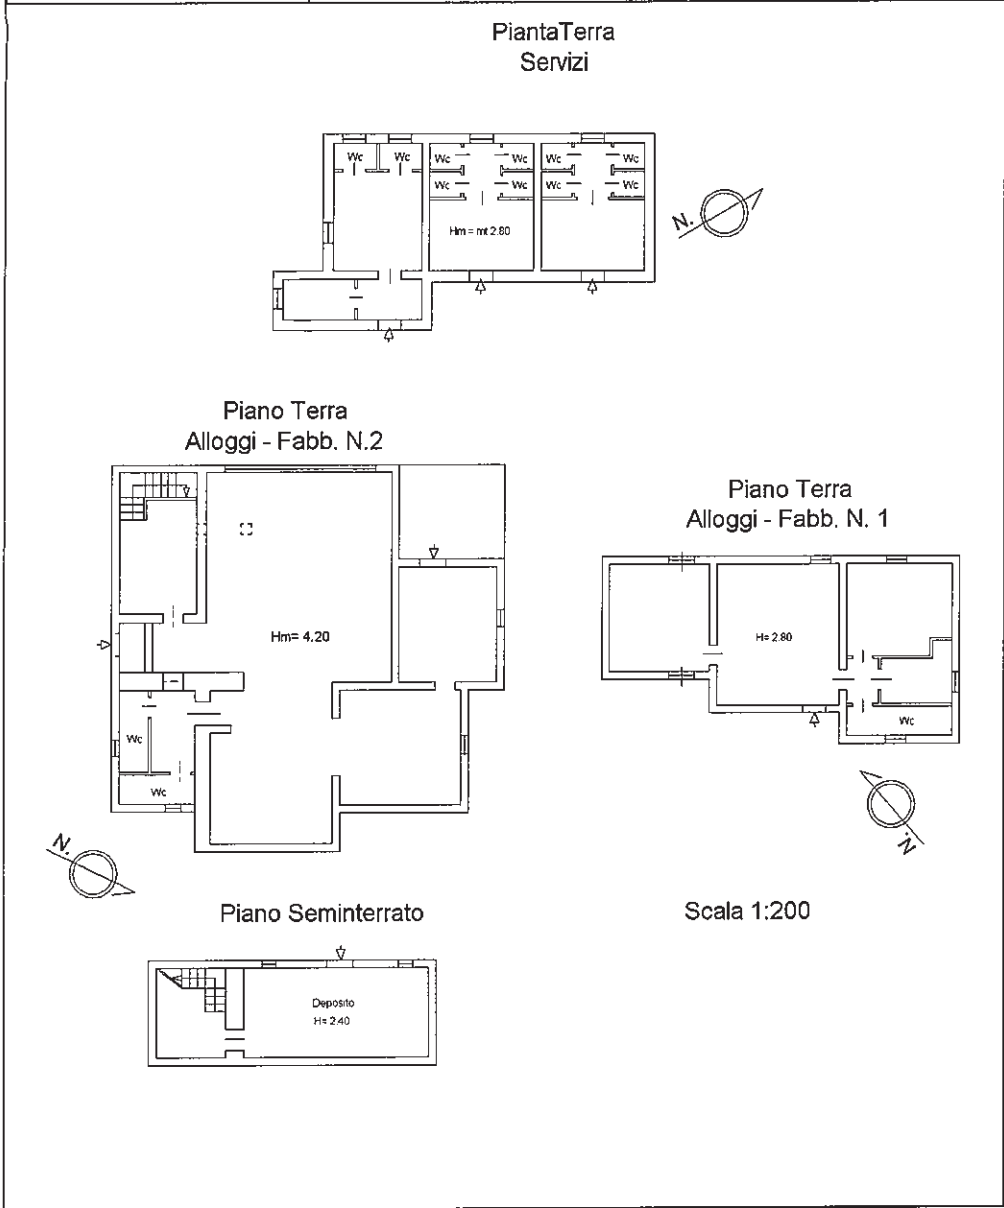 PiantaTerra
Servizi
Wc Wc Wc Wc Wc Wc
Wc Wc Wc Wc
Hm = mt 2.80
N.
Piano Terra
Alloggi - Fabb. N.2
Hm= 4.20
Wc
Wc
N.
Piano Terra
Alloggi - Fabb. N. 1
H= 2.80
Wc
N.
Piano Seminterrato
Scala 1:200
Deposito
H= 2.40